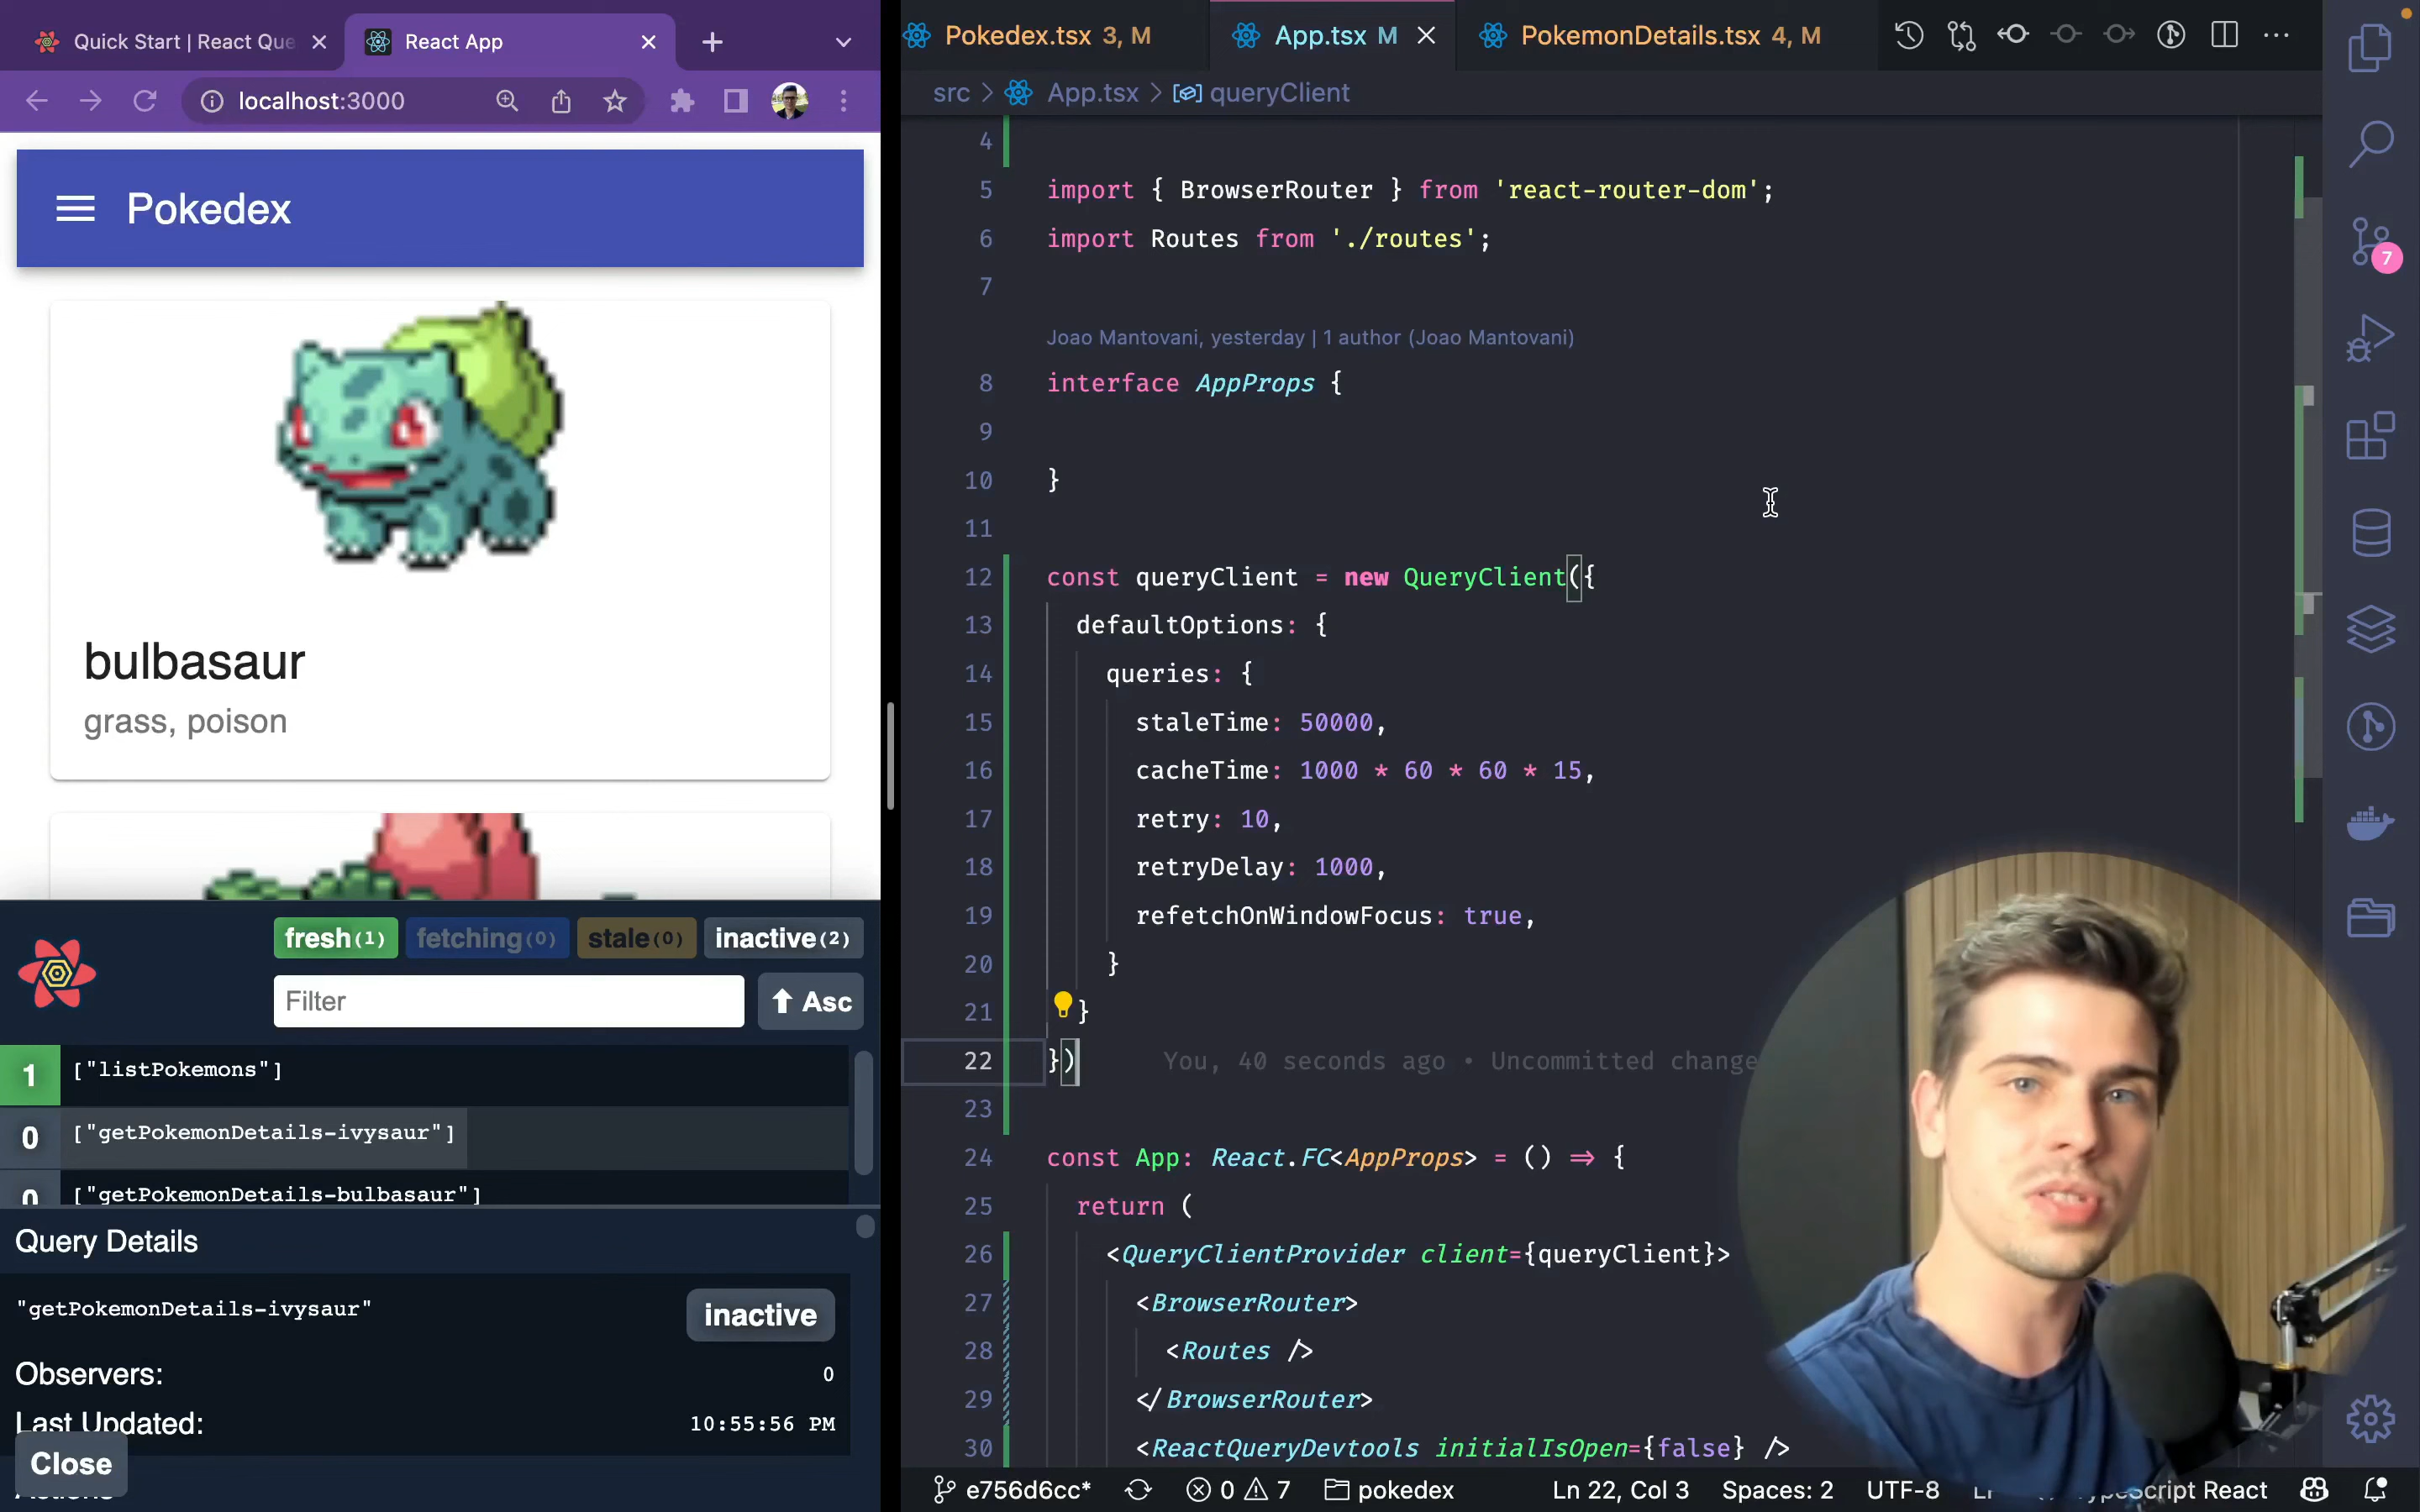 Quick Start | React Que
React App
localhost:3000
Pokedex
bulbasaur
grass, poison
fresh(1)
fetching(0)
stale(0)
inactive(2)
Filter
Asc
1 ["listPokemons"]
0 ["getPokemonDetails-ivysaur"]
0 ["getPokemonDetails-bulbasaur"]
Query Details
"getPokemonDetails-ivysaur"
inactive
Observers: 0
Last Updated: 10:55:56 PM
Close
Pokedex.tsx 3, M
App.tsx M
PokemonDetails.tsx 4, M
src > App.tsx > queryClient
4
5 import { BrowserRouter } from 'react-router-dom';
6 import Routes from './routes';
7
Joao Mantovani, yesterday | 1 author (Joao Mantovani)
8 interface AppProps {
9
10 }
11
12 const queryClient = new QueryClient({
13 defaultOptions: {
14 queries: {
15 staleTime: 50000,
16 cacheTime: 1000 * 60 * 60 * 15,
17 retry: 10,
18 retryDelay: 1000,
19 refetchOnWindowFocus: true,
20 }
21 }
22 }) You, 40 seconds ago • Uncommitted change
23
24 const App: React.FC<AppProps> = () => {
25 return (
26 <QueryClientProvider client={queryClient}>
27 <BrowserRouter>
28 <Routes />
29 </BrowserRouter>
30 <ReactQueryDevtools initialIsOpen={false} />
7
e756d6cc* 0 7 pokedex Ln 22, Col 3 Spaces: 2 UTF-8 React